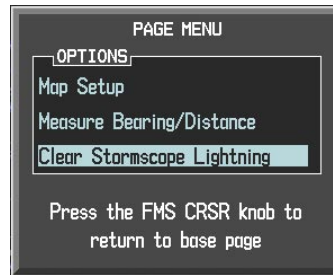 PAGE MENU
OPTIONS
Map Setup
Measure Bearing/Distance
Clear Stormscope Lightning
Press the FMS CRSR knob to
return to base page